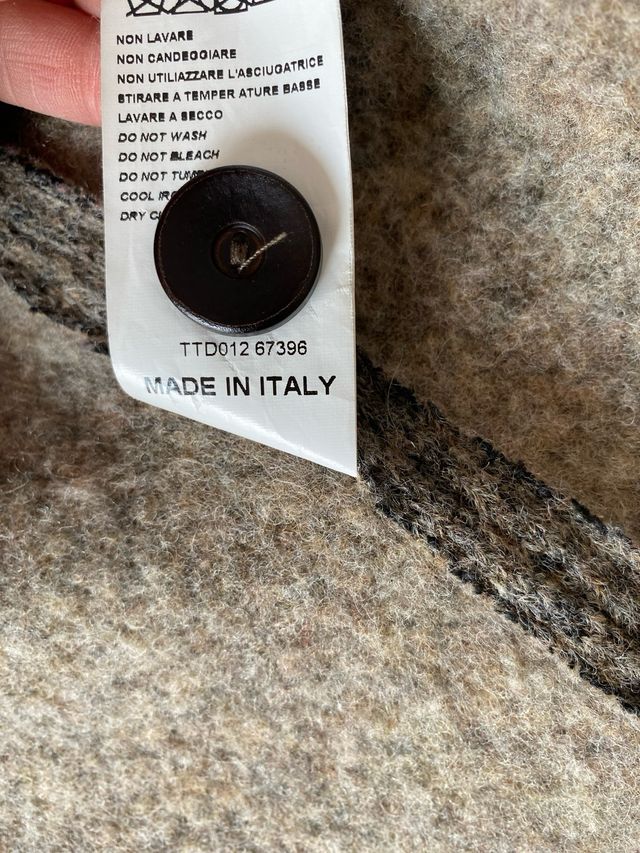 NON LAVARE
NON CANDEGGIARE
NON UTILIAZZARE L'ASCIUGATRICE
STIRARE A TEMPER ATURE BASSE
LAVARE A SECCO
DO NOT WASH
DO NOT BLEACH
DO NOT
COOL
DRY
TTD012 67396
MADE IN ITALY